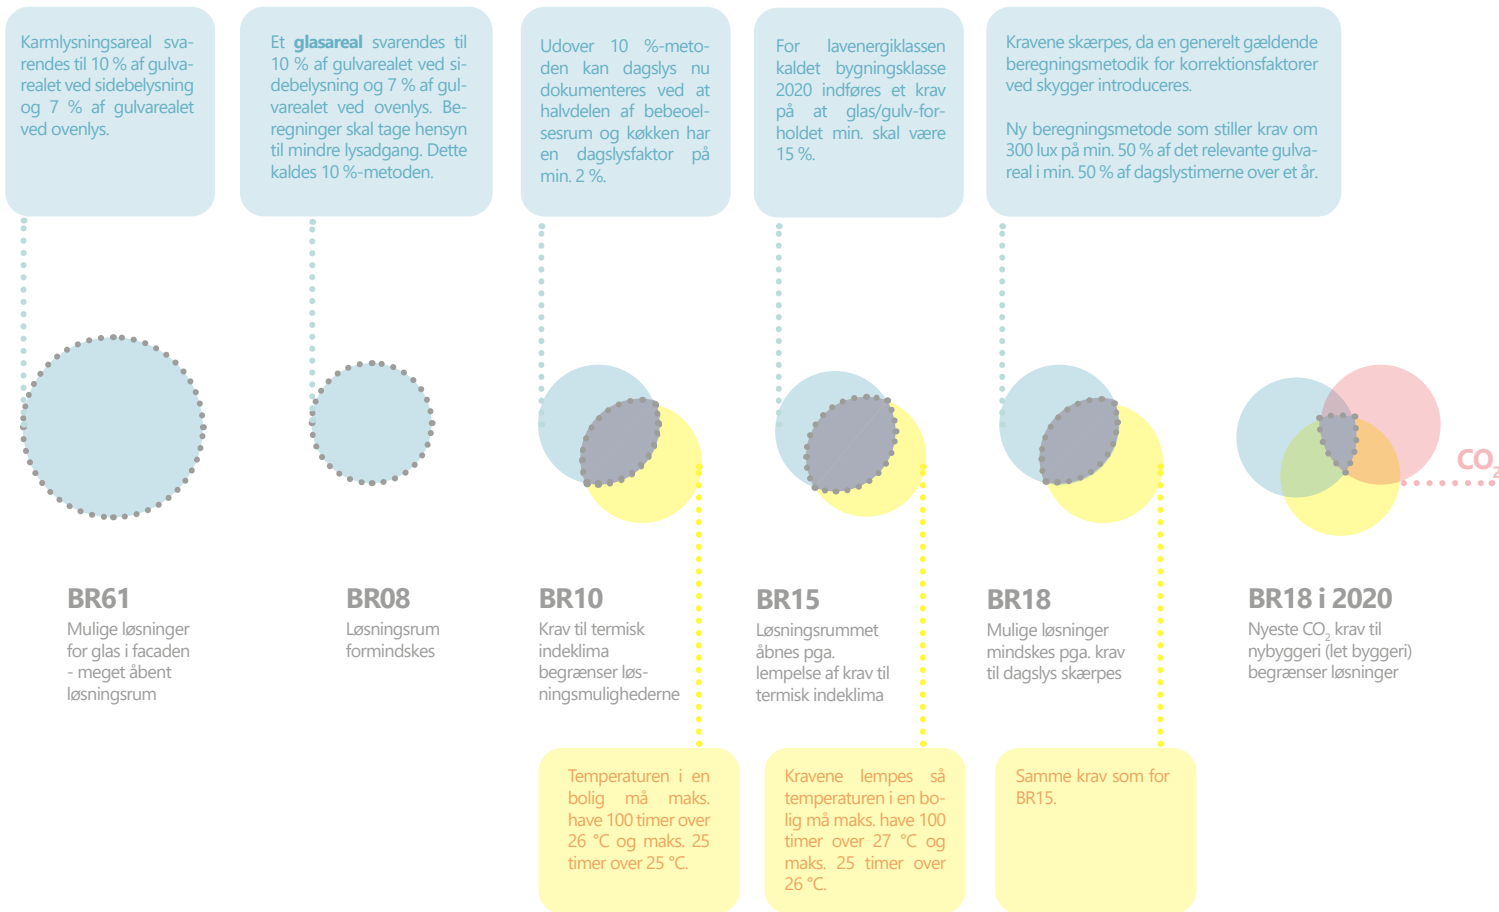 Karmlysningsareal sva-
rendes til 10 % af gulva-
realet ved sidebelysning
og 7 % af gulvarealet
ved ovenlys.
Et glasareal svarendes til
10 % af gulvarealet ved si-
debelysning og 7 % af gul-
varealet ved ovenlys. Be-
regninger skal tage hensyn
til mindre lysadgang. Dette
kaldes 10 %-metoden.
Udover 10 %-meto-
den kan dagslys nu
dokumenteres ved at
halvdelen af bebeoel-
sesrum og køkken har
en dagslysfaktor på
min. 2 %.
For lavenergiklassen
kaldet bygningsklasse
2020 indføres et krav
på at glas/gulv-for-
holdet min. skal være
15 %.
Kravene skærpes, da en generelt gældende
beregningsmetodik for korrektionsfaktorer
ved skygger introduceres.
Ny beregningsmetode som stiller krav om
300 lux på min. 50 % af det relevante gulva-
real i min. 50 % af dagslystimerne over et år.
CO₂
BR61
Mulige løsninger
for glas i facaden
- meget åbent
løsningsrum
BR08
Løsningsrum
formindskes
BR10
Krav til termisk
indeklima
begrænser løs-
ningsmulighederne
BR15
Løsningsrummet
åbnes pga.
lempelse af krav til
termisk indeklima
BR18
Mulige løsninger
mindskes pga. krav
til dagslys skærpes
BR18 i 2020
Nyeste CO₂ krav til
nybyggeri (let byggeri)
begrænser løsninger
Temperaturen i en
bolig må maks.
have 100 timer over
26 °C og maks. 25
timer over 25 °C.
Kravene lempes så
temperaturen i en bo-
lig må maks. have 100
timer over 27 °C og
maks. 25 timer over
26 °C.
Samme krav som for
BR15.